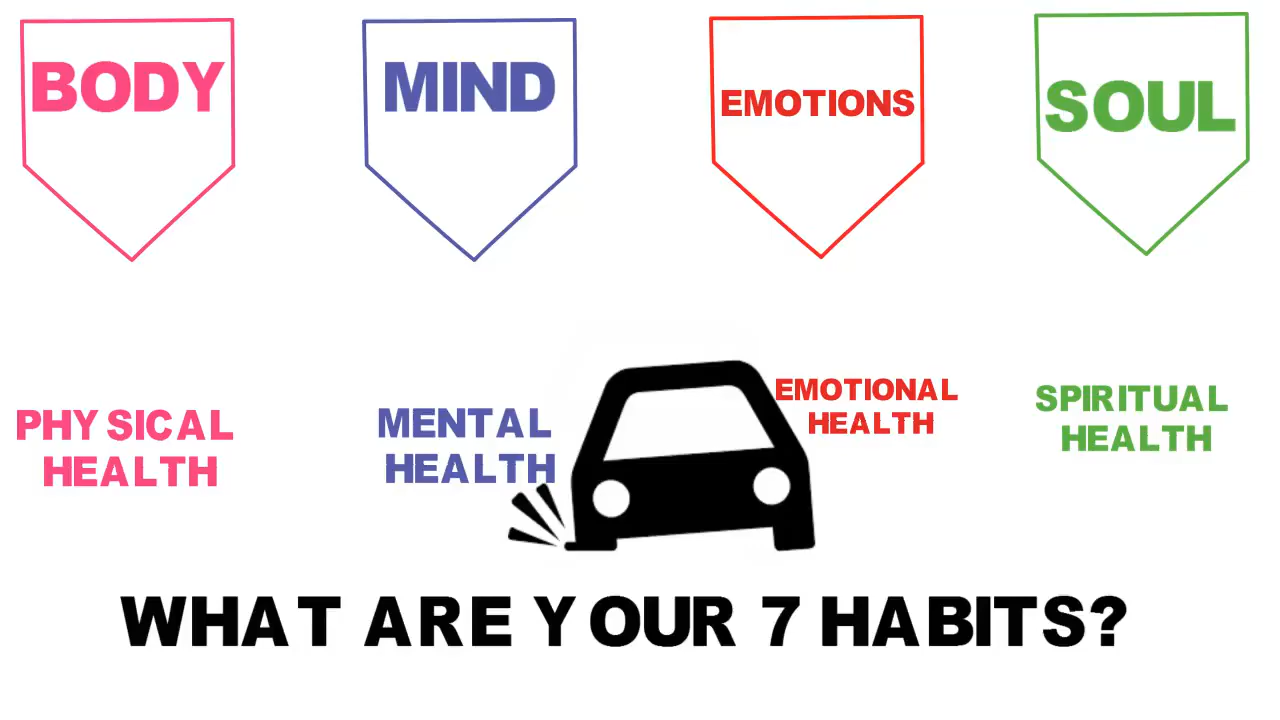 BODY
MIND
EMOTIONS
SOUL
PHYSICAL
HEALTH
MENTAL
HEALTH
EMOTIONAL
HEALTH
SPIRITUAL
HEALTH
WHAT ARE YOUR 7 HABITS?